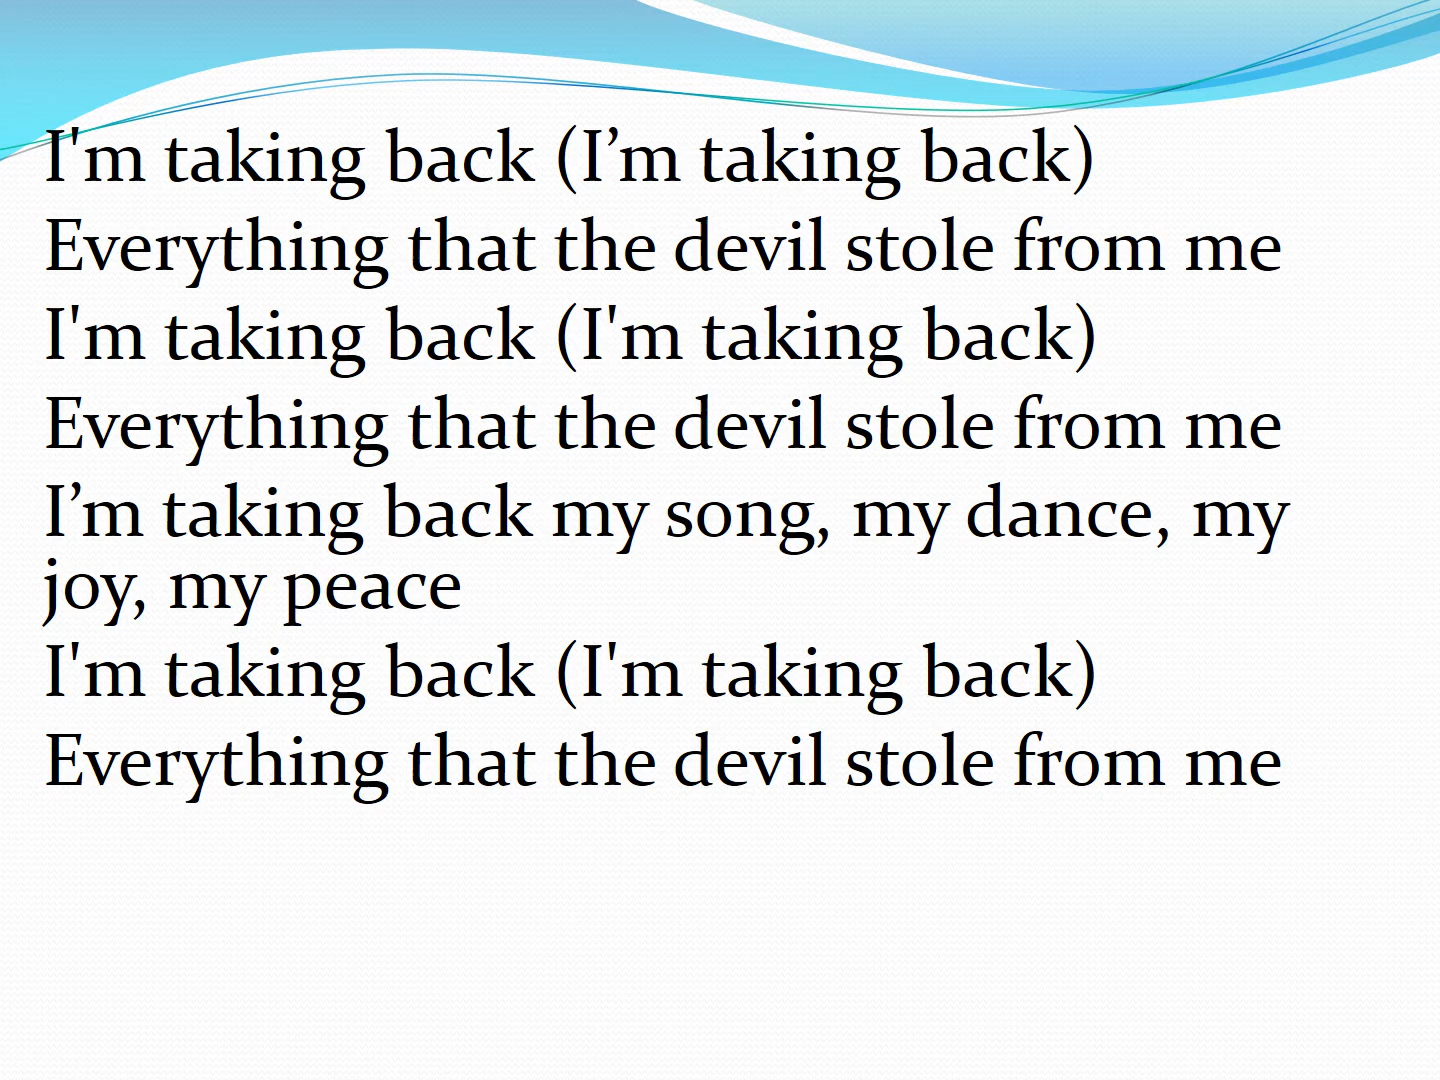 I'm taking back (I’m taking back)
Everything that the devil stole from me
I'm taking back (I'm taking back)
Everything that the devil stole from me
I’m taking back my song, my dance, my
joy, my peace
I'm taking back (I'm taking back)
Everything that the devil stole from me